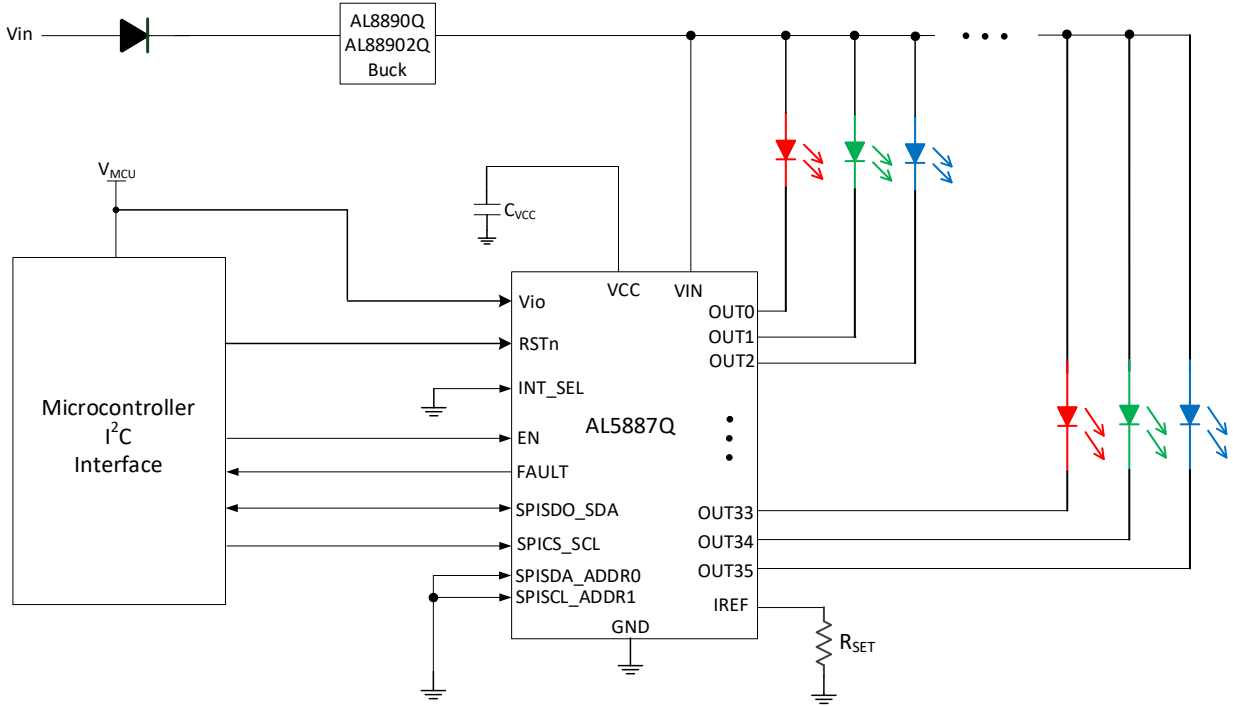 Vin
AL8890Q
AL88902Q
Buck
VMCU
CVCC
VCC
VIN
Vio
RSTn
INT_SEL
EN
FAULT
SPISDO_SDA
SPICS_SCL
SPISDA_ADDR0
SPISCL_ADDR1
GND
AL5887Q
OUT0
OUT1
OUT2
OUT33
OUT34
OUT35
IREF
RSET
Microcontroller
I²C
Interface